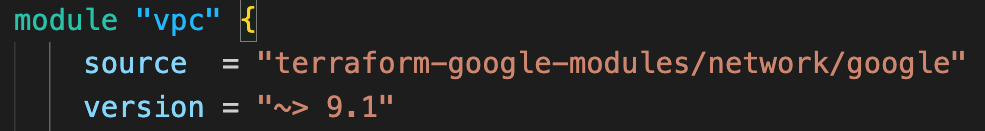 module "vpc" {
source = "terraform-google-modules/network/google"
version = "~> 9.1"